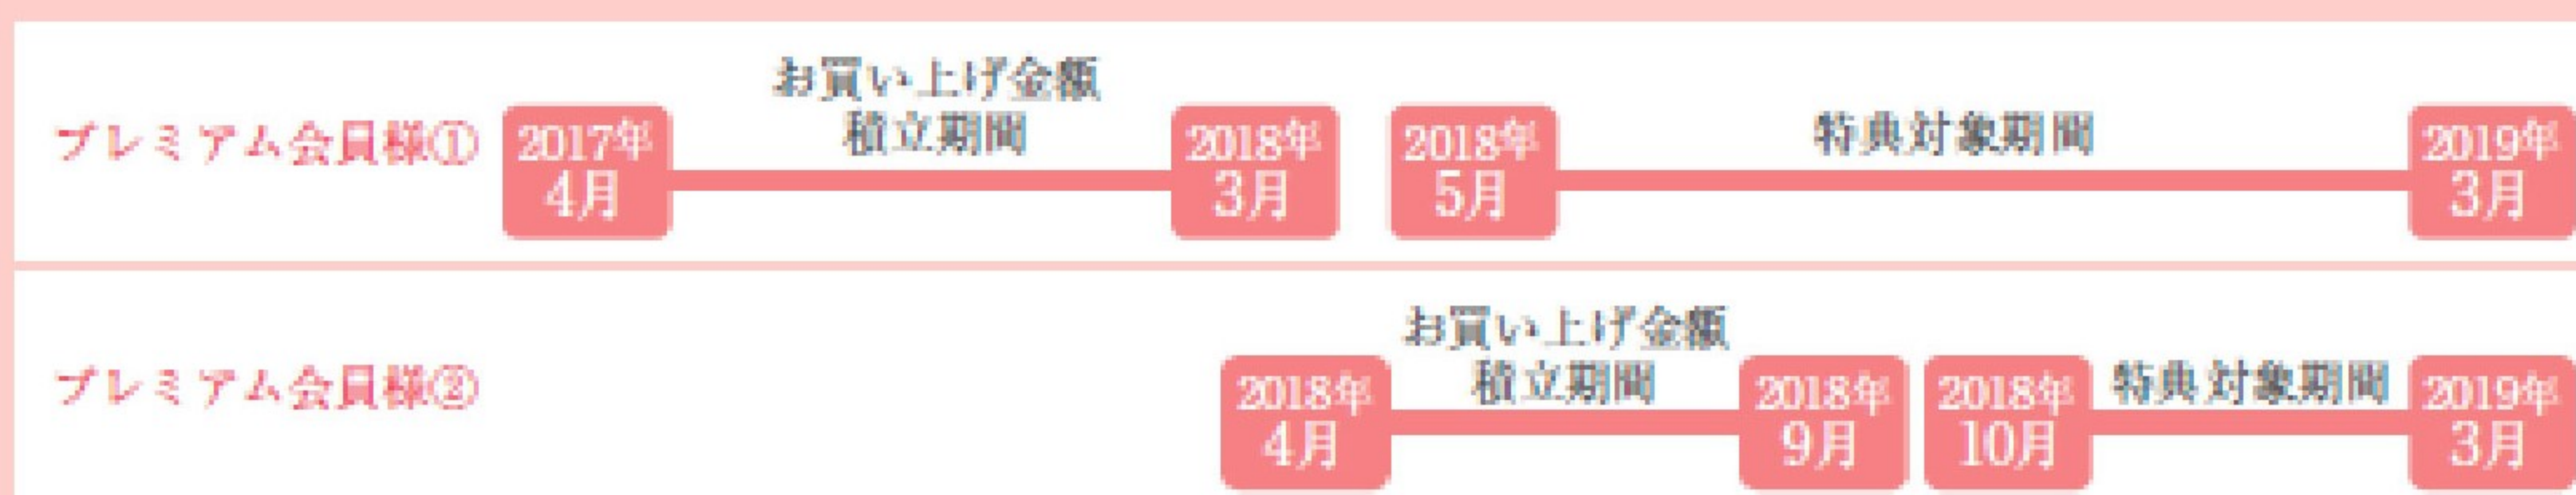 お買い上げ金額
積立期間
特典対象期間
プレミアム会員様①
2017年
4月
2018年
3月
2018年
5月
2019年
3月
お買い上げ金額
積立期間
特典対象期間
プレミアム会員様②
2018年
4月
2018年
9月
2018年
10月
2019年
3月